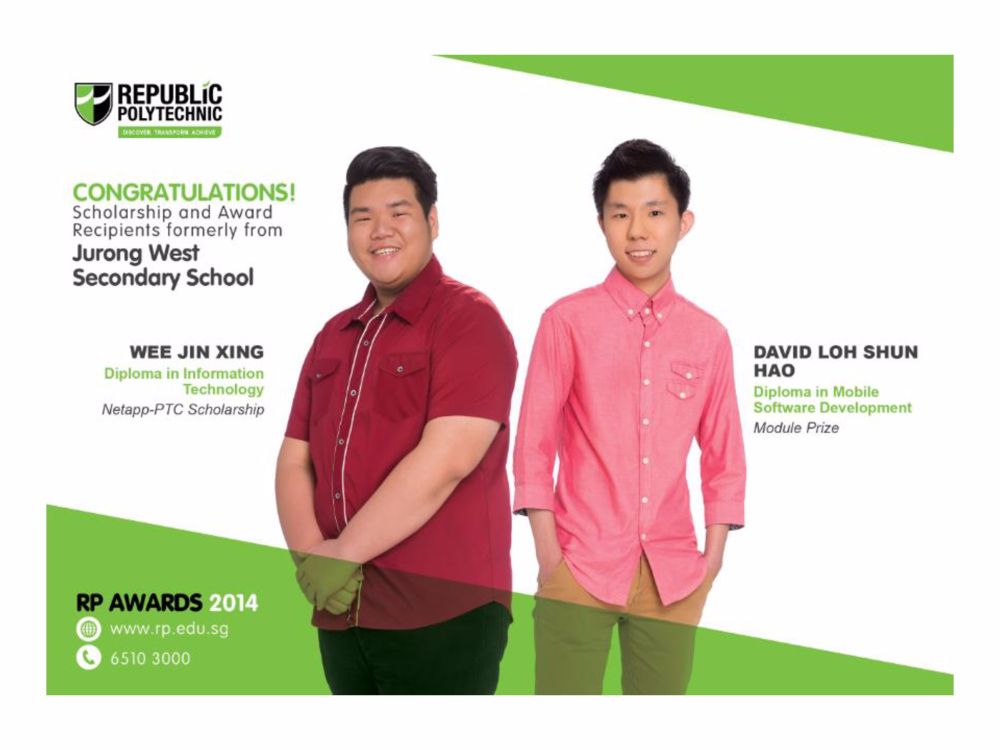 REPUBLIC
POLYTECHNIC
DISCOVER. TRANSFORM. ACHIEVE
CONGRATULATIONS!
Scholarship and Award
Recipients formerly from
Jurong West
Secondary School
WEE JIN XING
Diploma in Information
Technology
Netapp-PTC Scholarship
DAVID LOH SHUN
HAO
Diploma in Mobile
Software Development
Module Prize
RP AWARDS 2014
www.rp.edu.sg
6510 3000